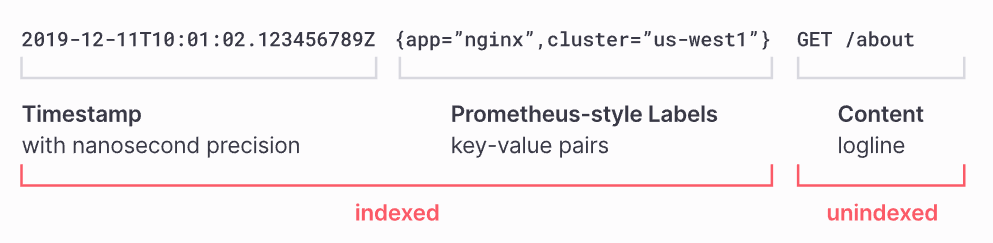 2019-12-11T10:01:02.123456789Z {app=”nginx”,cluster=”us-west1”} GET /about
Timestamp Prometheus-style Labels Content
with nanosecond precision key-value pairs logline
indexed unindexed